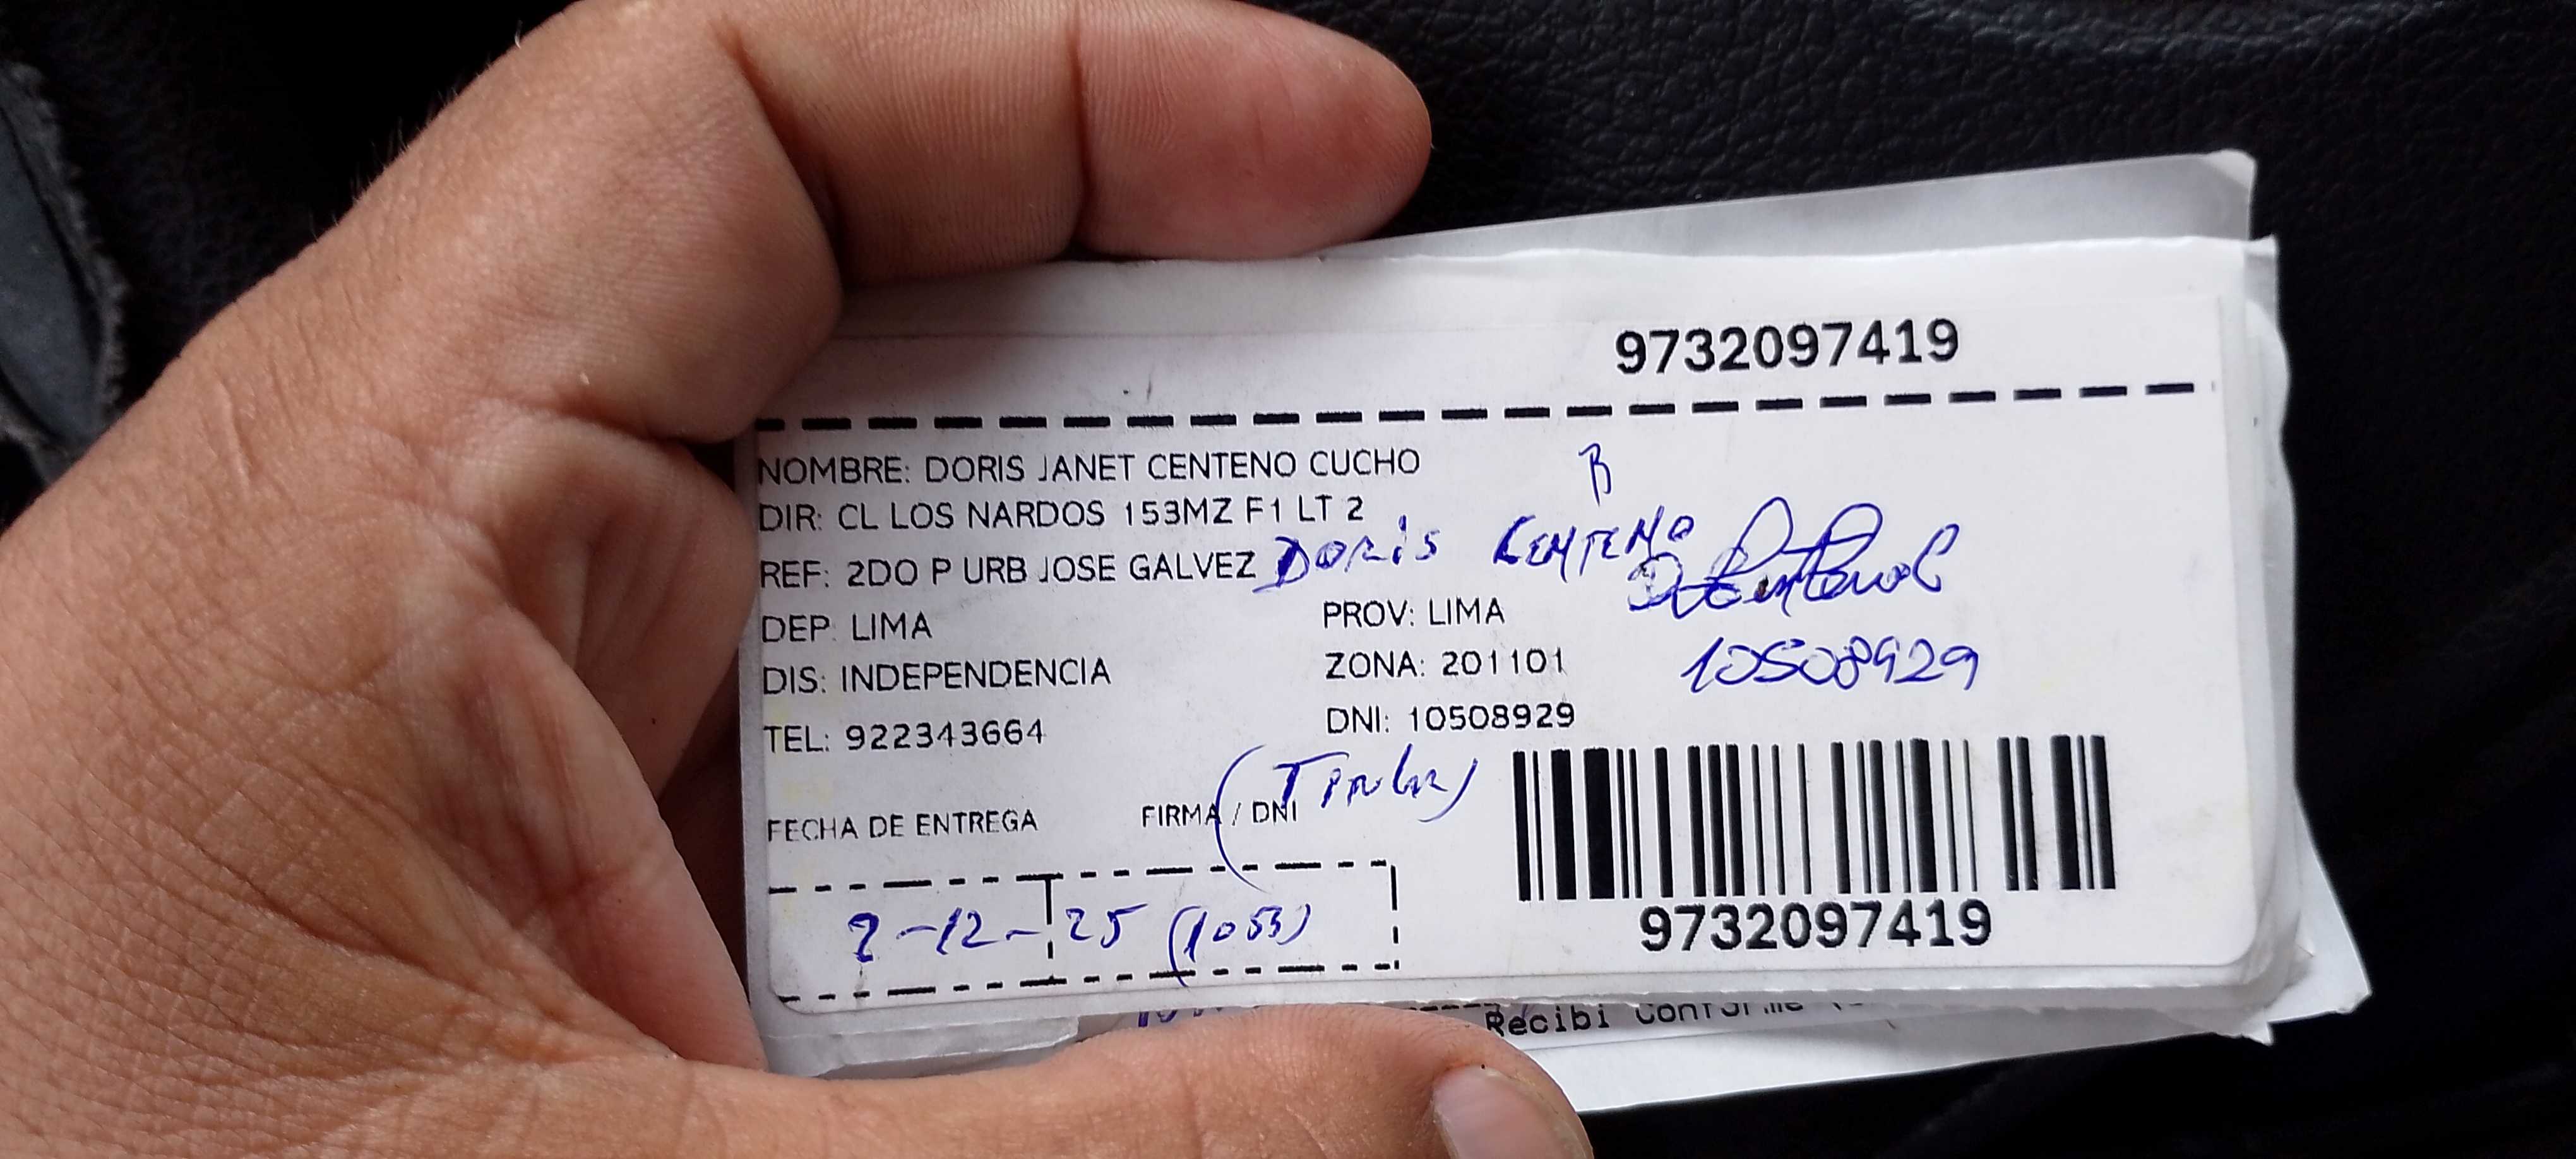 9732097419
NOMBRE: DORIS JANET CENTENO CUCHO
DIR: CL LOS NARDOS 153MZ F1 LT 2
REF: 2DO P URB JOSE GALVEZ DORIS CENTENO
DEP: LIMA PROV: LIMA
DIS: INDEPENDENCIA ZONA: 201101 10508929
TEL: 922343664 DNI: 10508929
(Titular)
FECHA DE ENTREGA FIRMA / DNI
2-12-25 (1053)
9732097419
Recibi Conforme